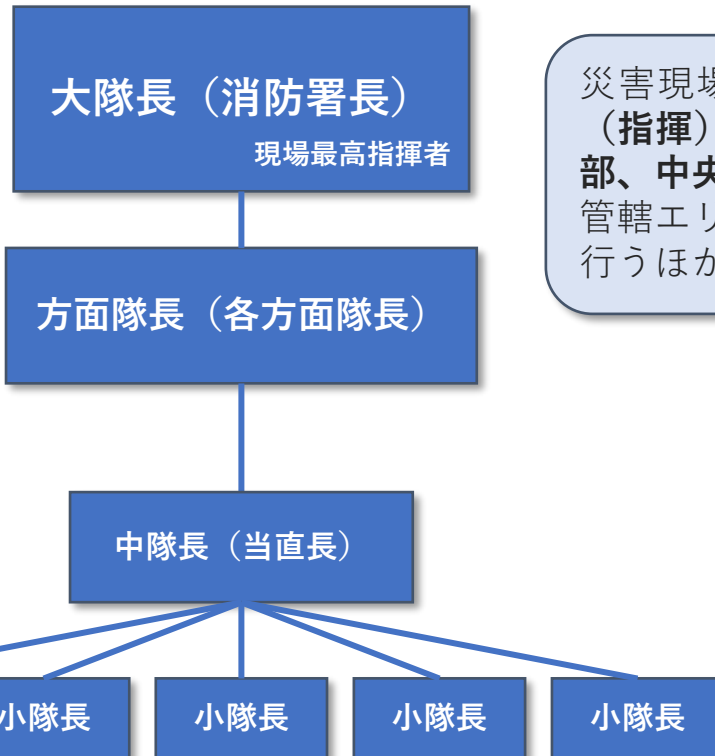 大隊長（消防署長）
現場最高指揮者
災害現場
（指揮）
部、中央
管轄エリ
行うほか
方面隊長（各方面隊長）
中隊長（当直長）
小隊長
小隊長
小隊長
小隊長